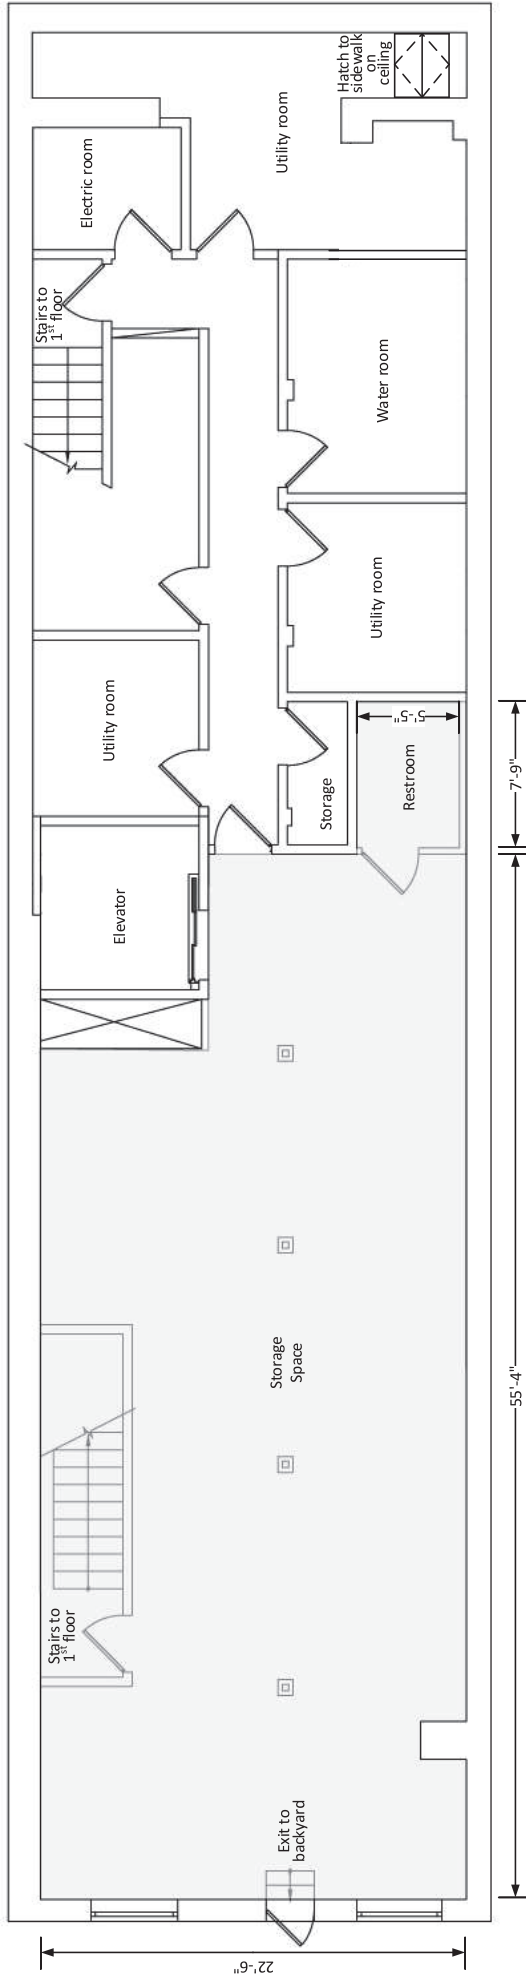 Hatch to
sidewalk
on
ceiling
Utility room
Electric room
Stairs to
1st floor
Water room
Utility room
Utility room
5'-5"
Restroom
7'-9"
Storage
Elevator
Storage
Space
55'-4"
Stairs to
1st floor
Exit to
backyard
22'-6"